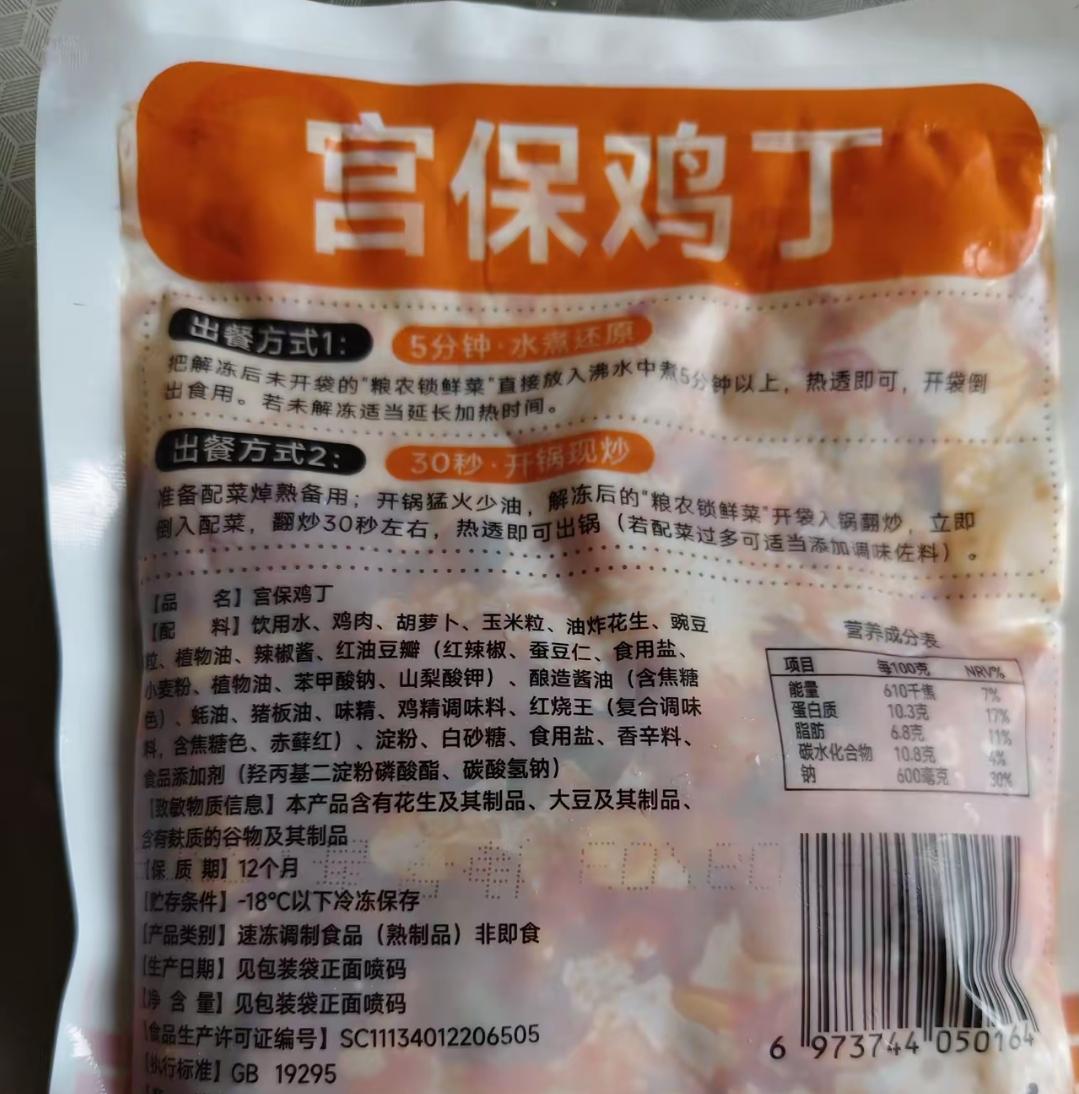 宫保鸡丁
出餐方式1: 5分钟·水煮还原
把解冻后未开袋的"粮农锁鲜菜"直接放入沸水中煮5分钟以上，热透即可，开袋倒
出食用。若未解冻适当延长加热时间。
出餐方式2: 30秒·开锅现炒
准备配菜焯熟备用；开锅猛火少油，解冻后的"粮农锁鲜菜"开袋入锅翻炒，立即
倒入配菜，翻炒30秒左右，热透即可出锅（若配菜过多可适当添加调味佐料）。
【品 名】宫保鸡丁
【配 料】饮用水、鸡肉、胡萝卜、玉米粒、油炸花生、豌豆
粒、植物油、辣椒酱、红油豆瓣（红辣椒、蚕豆仁、食用盐、
小麦粉、植物油、苯甲酸钠、山梨酸钾）、酿造酱油（含焦糖
色）、蚝油、猪板油、味精、鸡精调味料、红烧王（复合调味
料，含焦糖色、赤藓红）、淀粉、白砂糖、食用盐、香辛料、
食品添加剂（羟丙基二淀粉磷酸酯、碳酸氢钠）
【致敏物质信息】本产品含有花生及其制品、大豆及其制品、
含有麸质的谷物及其制品
【保 质 期】12个月
【贮存条件】-18℃以下冷冻保存
【产品类别】速冻调制食品（熟制品）非即食
【生产日期】见包装袋正面喷码
【净 含 量】见包装袋正面喷码
【食品生产许可证编号】SC11134012206505
【执行标准】GB 19295
营养成分表
项目 每100克 NRV%
能量 610千焦 7%
蛋白质 10.3克 17%
脂肪 6.8克 11%
碳水化合物 10.8克 4%
钠 600毫克 30%
6 973744 050164